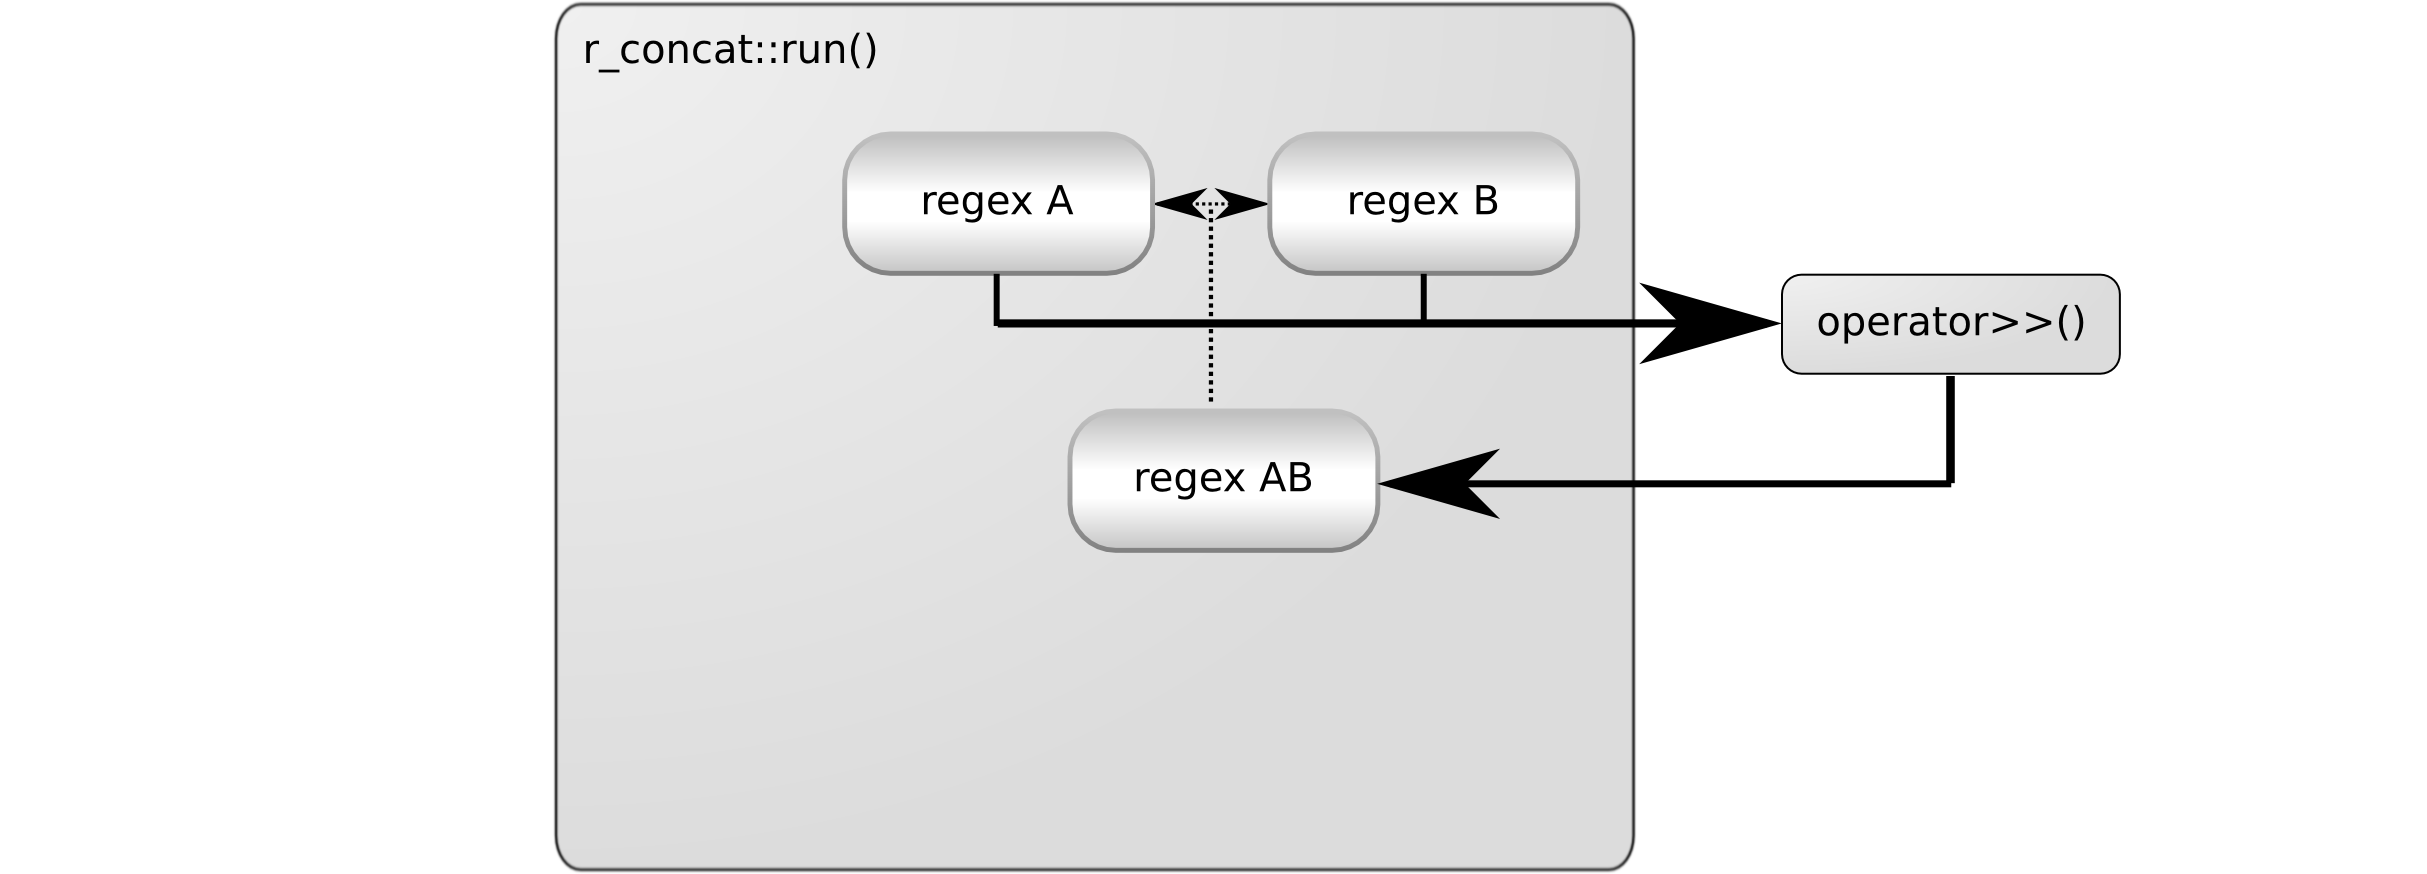 r_concat::run()
regex A
regex B
operator>>()
regex AB